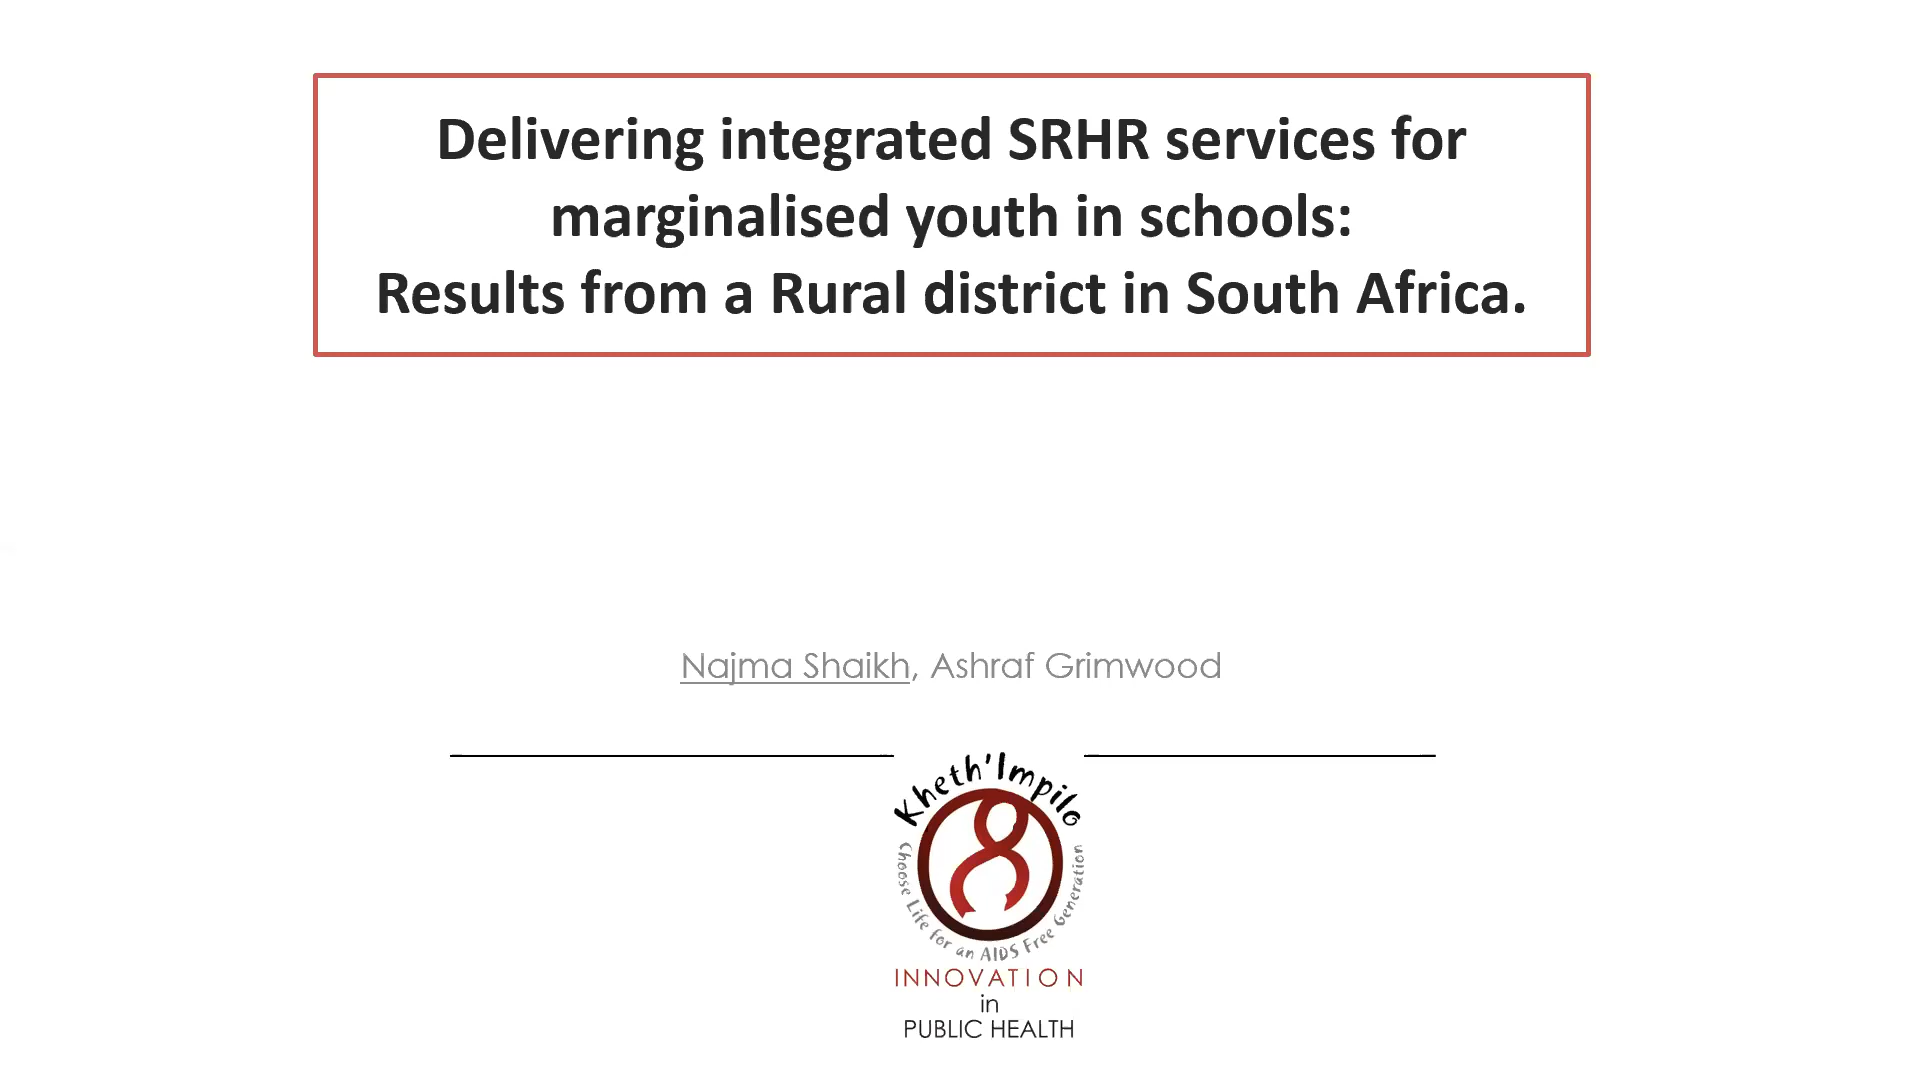 Delivering integrated SRHR services for
marginalised youth in schools:
Results from a Rural district in South Africa.
Najma Shaikh, Ashraf Grimwood
Kheth'Impilo
Choose Life for an AIDS Free Generation
INNOVATION
in
PUBLIC HEALTH